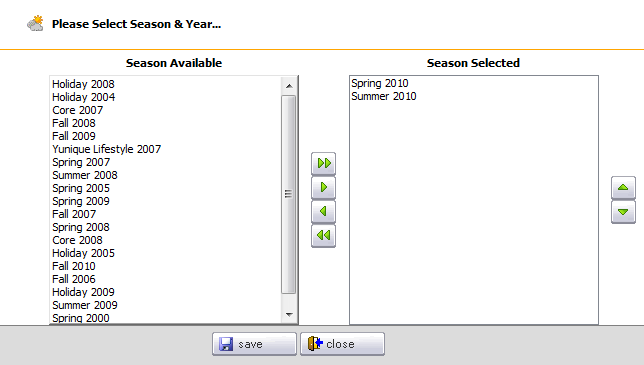 Please Select Season & Year...
Season Available
Season Selected
Holiday 2008
Holiday 2004
Core 2007
Fall 2008
Fall 2009
Yunique Lifestyle 2007
Spring 2007
Summer 2008
Spring 2005
Spring 2009
Fall 2007
Spring 2008
Core 2008
Holiday 2005
Fall 2010
Fall 2006
Holiday 2009
Summer 2009
Spring 2000
Spring 2010
Summer 2010
save
close